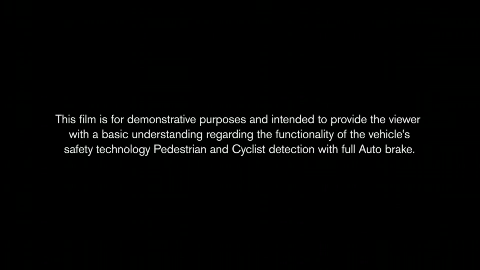 This film is for demonstrative purposes and intended to provide the viewer
with a basic understanding regarding the functionality of the vehicle's
safety technology Pedestrian and Cyclist detection with full Auto brake.